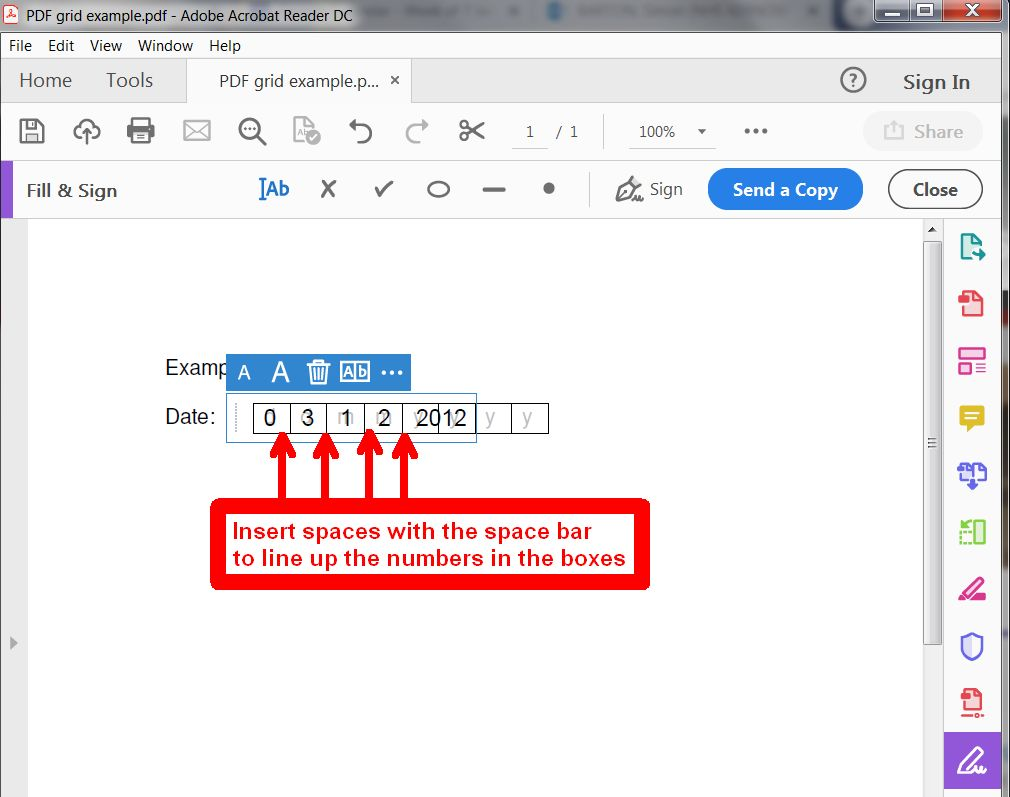 PDF grid example.pdf - Adobe Acrobat Reader DC
File Edit View Window Help
Home Tools PDF grid example.p... × ? Sign In
1 / 1 100% Share
Fill & Sign Ab Sign Send a Copy Close
Examp A A Ab
Date: 0 3 1 2 2012 y y
Insert spaces with the space bar
to line up the numbers in the boxes